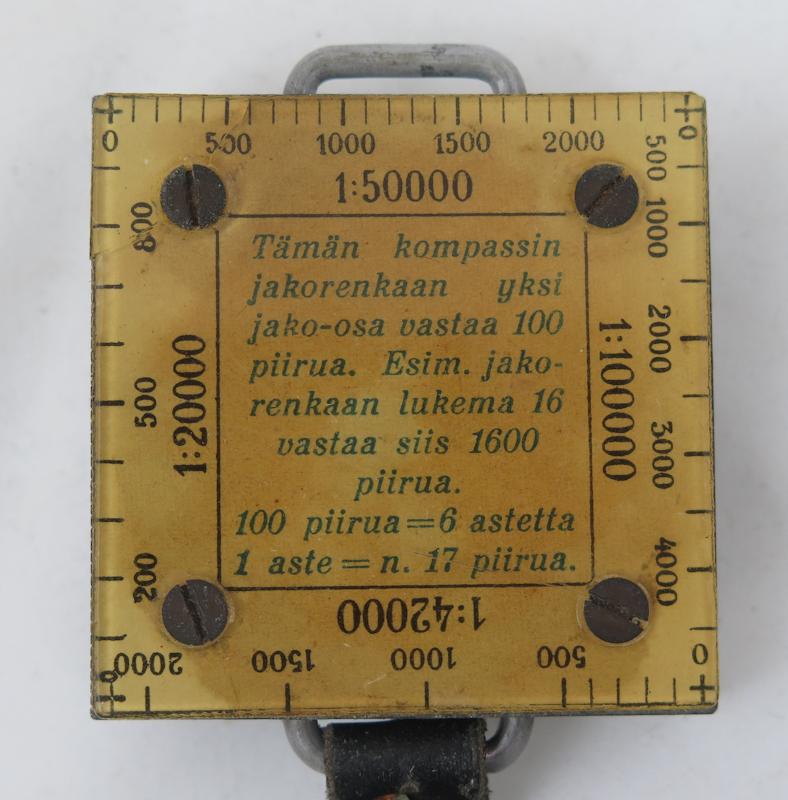 0 500 1000 1500 2000 0
1:50000
500 1000 2000 3000 4000
1:100000
800 500 200 0
1:20000
Tämän kompassin
jakorenkaan yksi
jako-osa vastaa 100
piirua. Esim. jako-
renkaan lukema 16
vastaa siis 1600
piirua.
100 piirua=6 astetta
1 aste = n. 17 piirua.
1:42000
0 500 1000 1500 2000